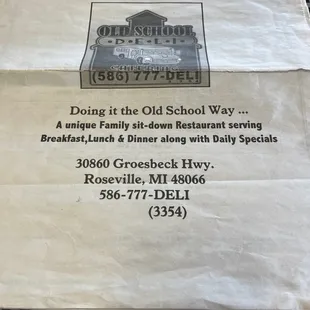 OLD SCHOOL
DELI
(586) 777-DELI
Doing it the Old School Way ...
A unique Family sit-down Restaurant serving
Breakfast,Lunch & Dinner along with Daily Specials
30860 Groesbeck Hwy.
Roseville, MI 48066
586-777-DELI
(3354)